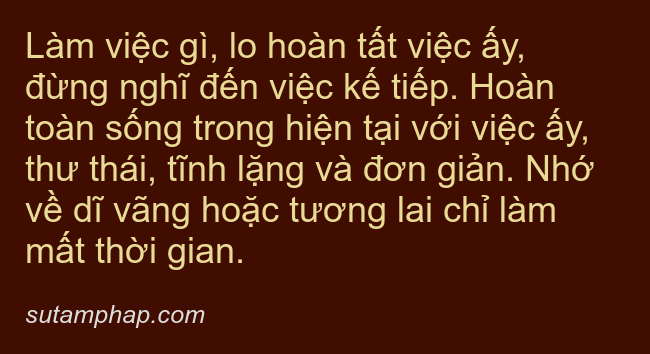 Làm việc gì, lo hoàn tất việc ấy,
đừng nghĩ đến việc kế tiếp. Hoàn
toàn sống trong hiện tại với việc ấy,
thư thái, tĩnh lặng và đơn giản. Nhớ
về dĩ vãng hoặc tương lai chỉ làm
mất thời gian.
sutamphap.com